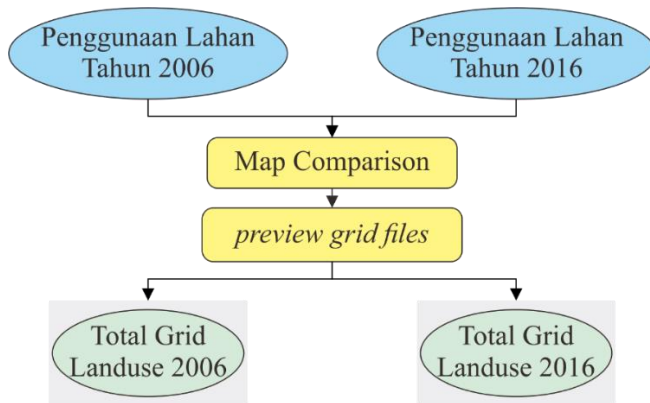 Penggunaan Lahan
Tahun 2006
Penggunaan Lahan
Tahun 2016
Map Comparison
preview grid files
Total Grid
Landuse 2006
Total Grid
Landuse 2016